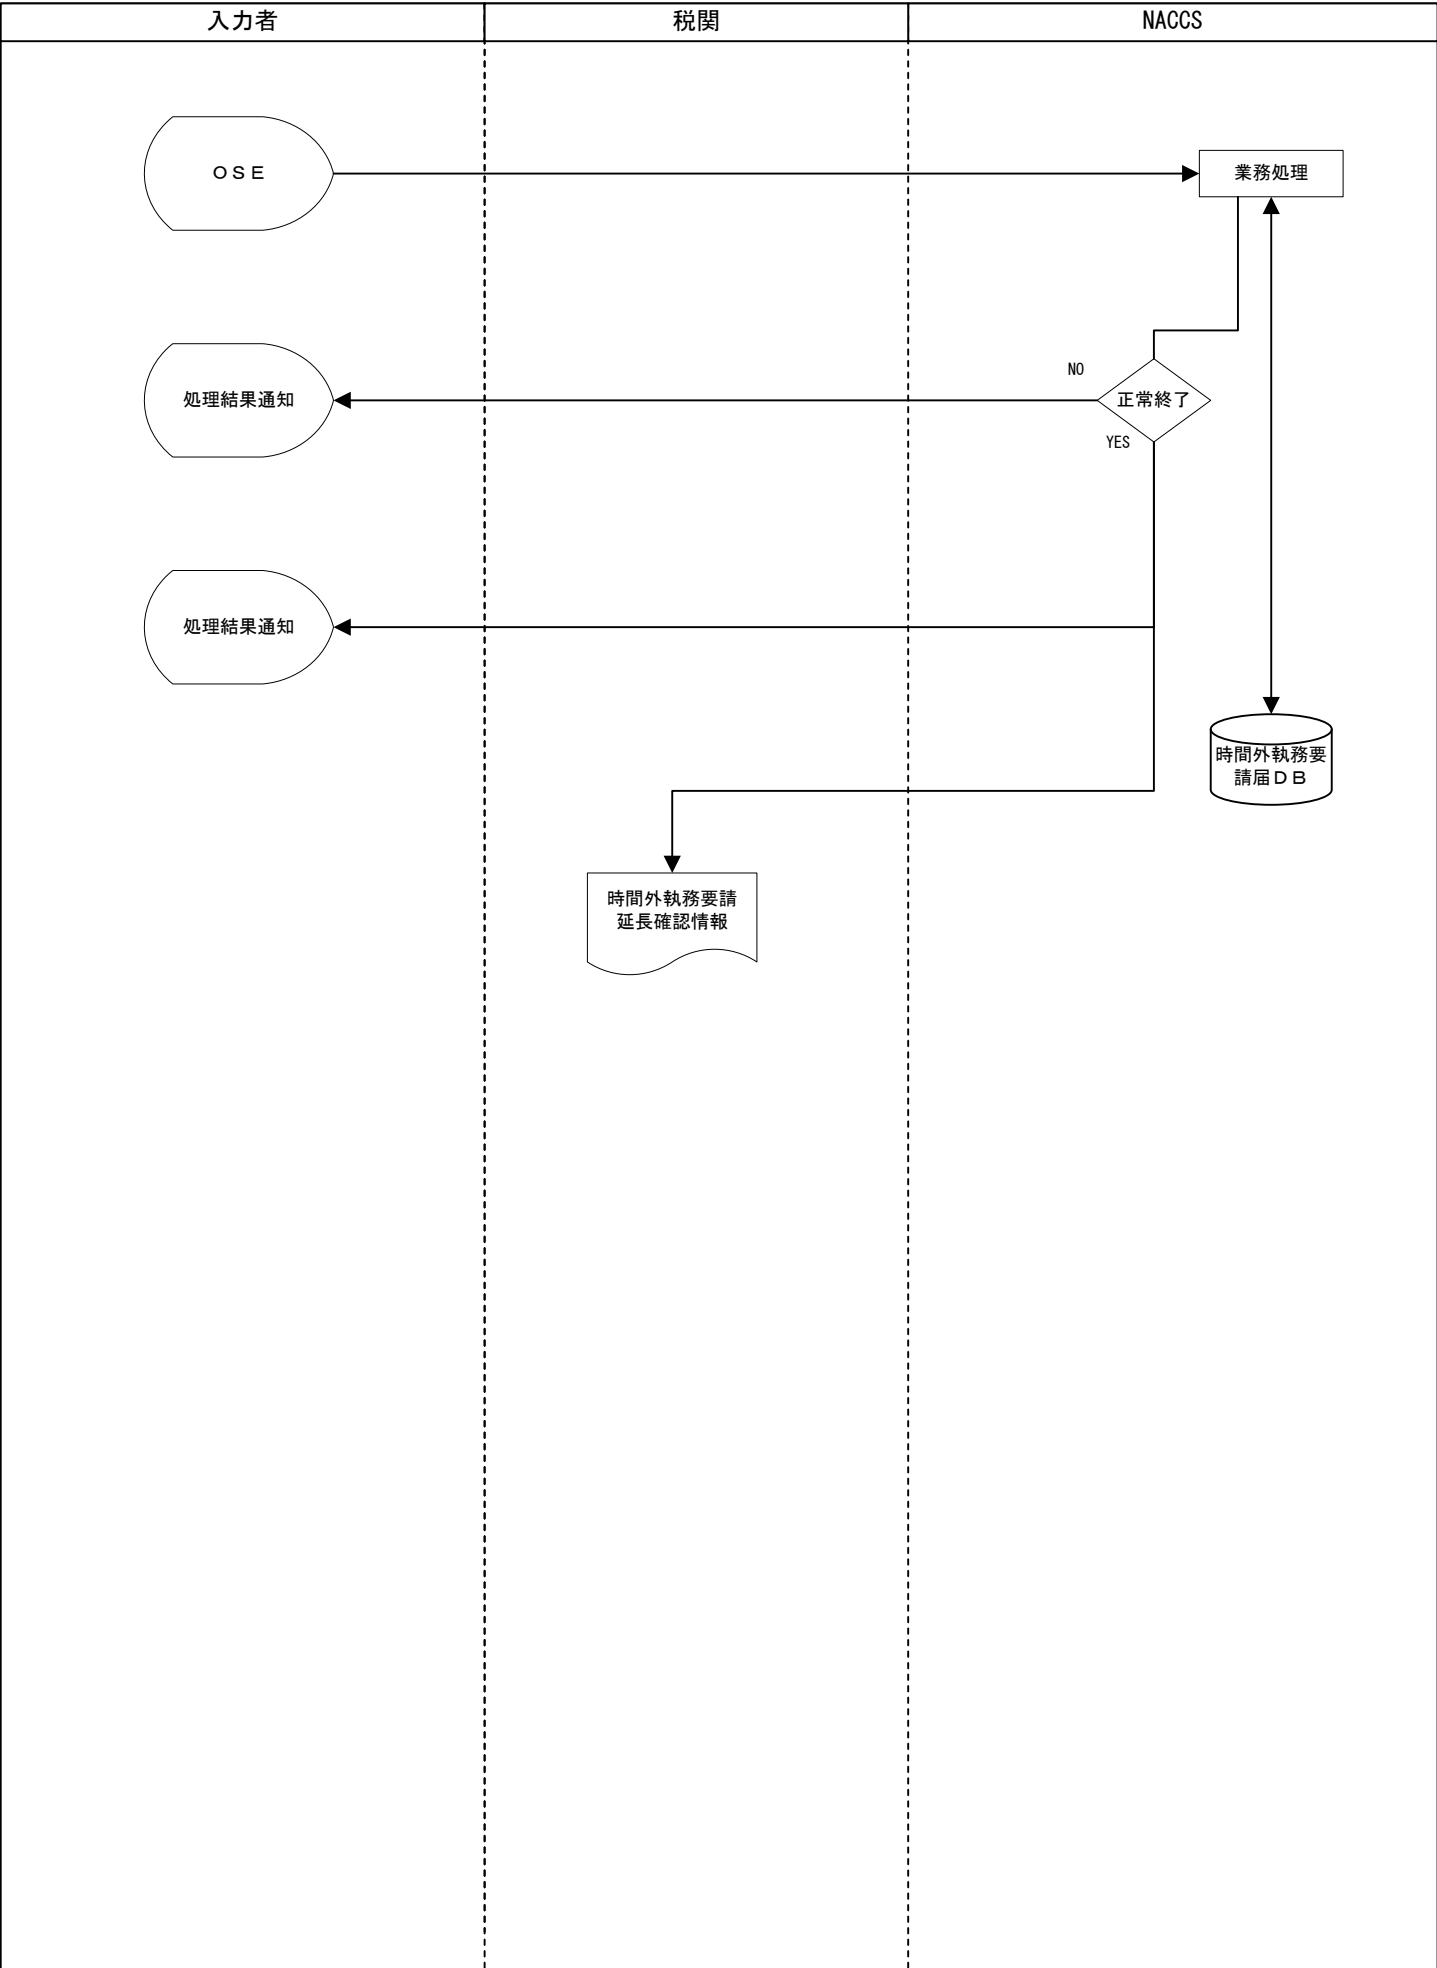 入力者
税関
NACCS
ＯＳＥ
業務処理
NO
処理結果通知
正常終了
YES
処理結果通知
時間外執務要
請届ＤＢ
時間外執務要請
延長確認情報